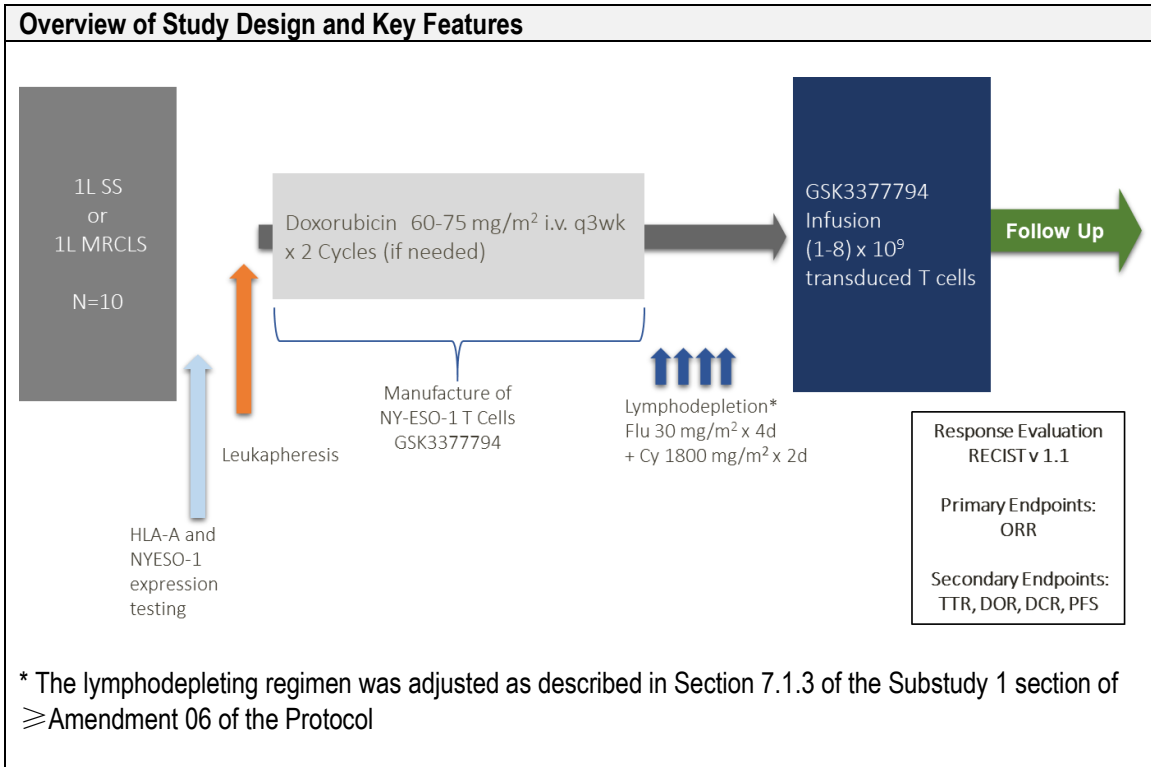 Overview of Study Design and Key Features
1L SS
or
1L MRCLS
N=10
HLA-A and
NYESO-1
expression
testing
Leukapheresis
Doxorubicin 60-75 mg/m² i.v. q3wk
x 2 Cycles (if needed)
Manufacture of
NY-ESO-1 T Cells
GSK3377794
Lymphodepletion*
Flu 30 mg/m² x 4d
+ Cy 1800 mg/m² x 2d
GSK3377794
Infusion
(1-8) x 10⁹
transduced T cells
Follow Up
Response Evaluation
RECIST v 1.1
Primary Endpoints:
ORR
Secondary Endpoints:
TTR, DOR, DCR, PFS
* The lymphodepleting regimen was adjusted as described in Section 7.1.3 of the Substudy 1 section of
≥Amendment 06 of the Protocol